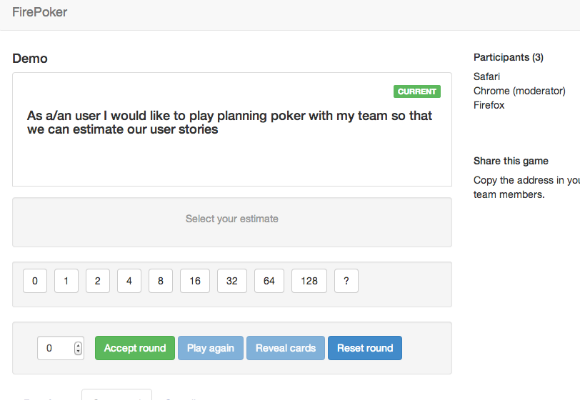 FirePoker
Demo
CURRENT
As a/an user I would like to play planning poker with my team so that
we can estimate our user stories
Select your estimate
0 1 2 4 8 16 32 64 128 ?
0 Accept round Play again Reveal cards Reset round
Participants (3)
Safari
Chrome (moderator)
Firefox
Share this game
Copy the address in you
team members.